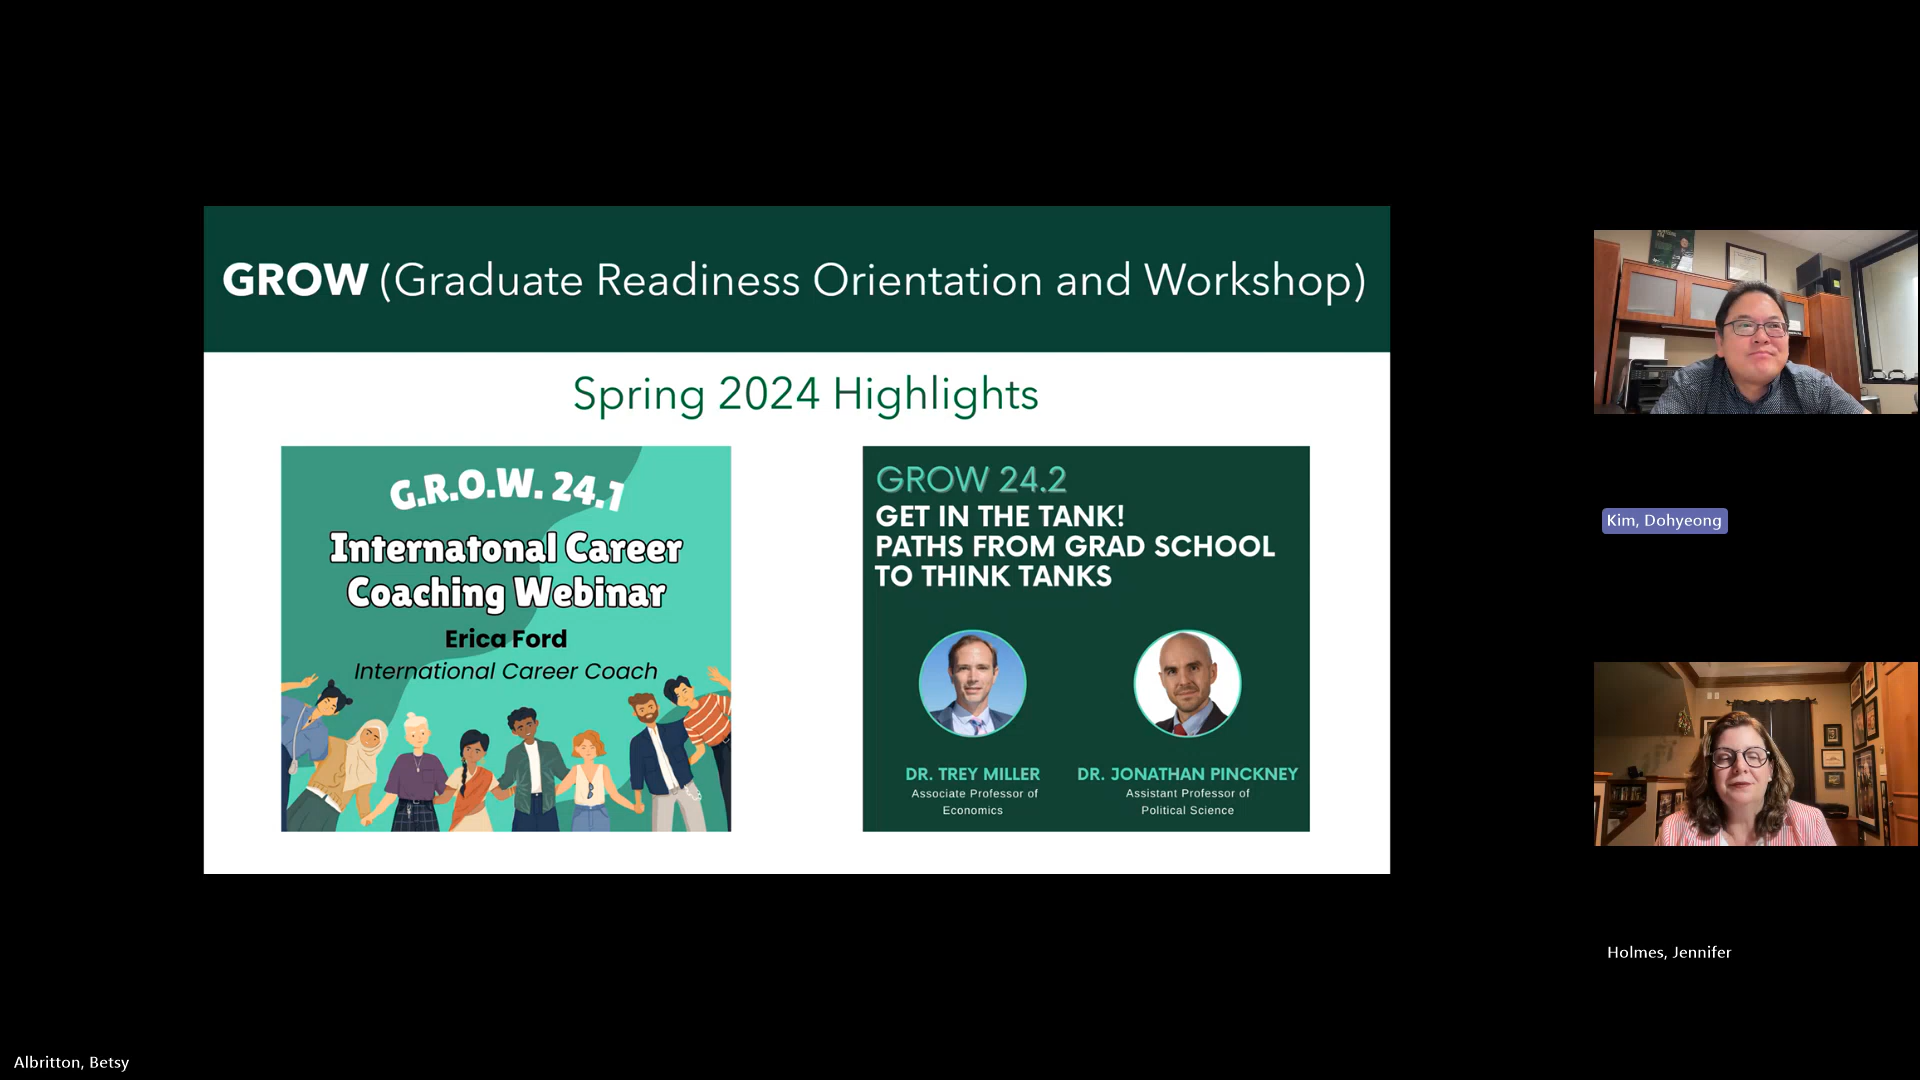 GROW (Graduate Readiness Orientation and Workshop)
Spring 2024 Highlights
G.R.O.W. 24.1
Internatonal Career
Coaching Webinar
Erica Ford
International Career Coach
GROW 24.2
GET IN THE TANK!
PATHS FROM GRAD SCHOOL
TO THINK TANKS
DR. TREY MILLER
Associate Professor of
Economics
DR. JONATHAN PINCKNEY
Assistant Professor of
Political Science
Kim, Dohyeong
Holmes, Jennifer
Albritton, Betsy